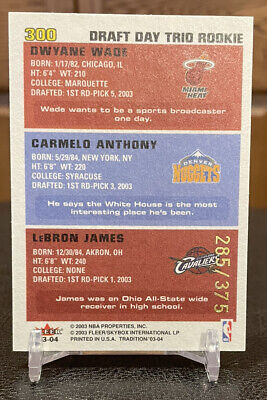 300 DRAFT DAY TRIO ROOKIE
DWYANE WADE
BORN: 1/17/82, CHICAGO, IL
HT: 6'4" WT: 210
COLLEGE: MARQUETTE
DRAFTED: 1ST RD-PICK 5, 2003
MIAMI HEAT
Wade wants to be a sports broadcaster
one day.
CARMELO ANTHONY
BORN: 5/29/84, NEW YORK, NY
HT: 6'8" WT: 220
COLLEGE: SYRACUSE
DRAFTED: 1ST RD-PICK 3, 2003
DENVER
NUGGETS
He says the White House is the most
interesting place he's been.
LeBRON JAMES
BORN: 12/30/84, AKRON, OH
HT: 6'8" WT: 240
COLLEGE: NONE
DRAFTED: 1ST RD-PICK 1, 2003
CAVALIERS
285/375
James was an Ohio All-State wide
receiver in high school.
FLEER
3-04
© 2003 NBA PROPERTIES, INC.
© 2003 FLEER/SKYBOX INTERNATIONAL LP
PRINTED IN U.S.A. TRADITION '03-04